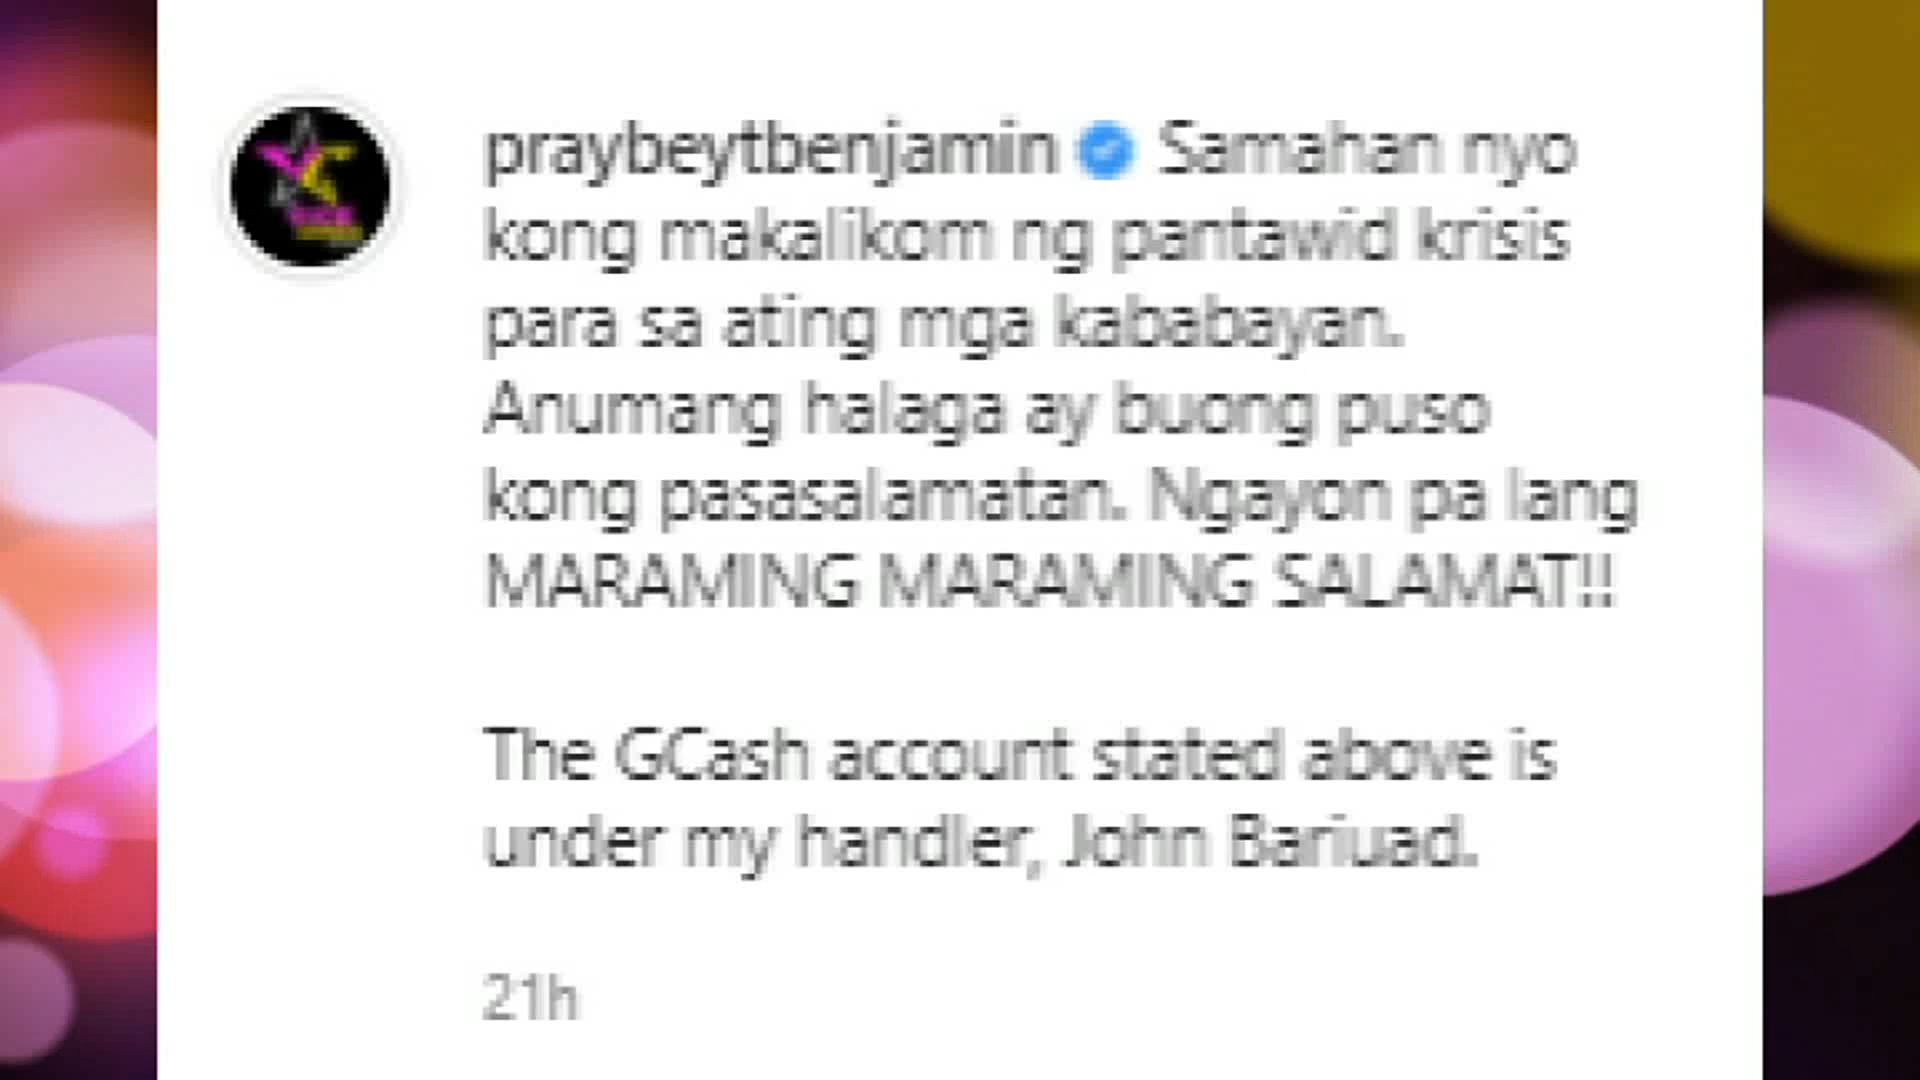 praybeytbenjamin Samahan nyo
kong makalikom ng pantawid krisis
para sa ating mga kababayan.
Anumang halaga ay buong puso
kong pasasalamatan. Ngayon pa lang
MARAMING MARAMING SALAMAT!!
The GCash account stated above is
under my handler, John Bariuad.
21h